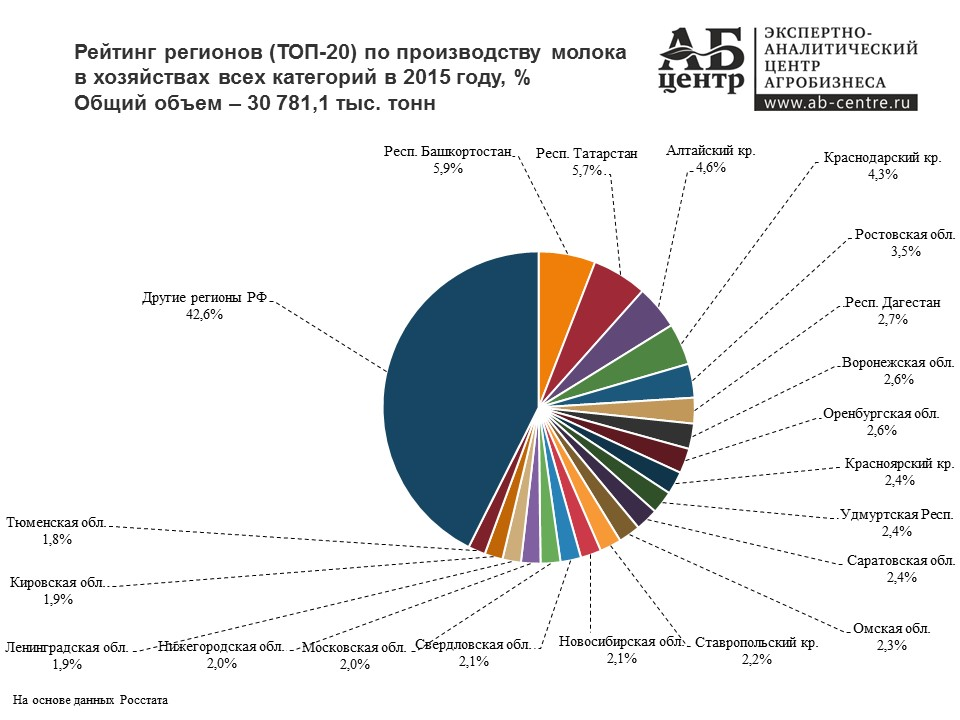 Рейтинг регионов (ТОП-20) по производству молока
в хозяйствах всех категорий в 2015 году, %
Общий объем – 30 781,1 тыс. тонн
АБ
центр
ЭКСПЕРТНО-
АНАЛИТИЧЕСКИЙ
ЦЕНТР
АГРОБИЗНЕСА
www.ab-centre.ru
Респ. Башкортостан
5,9%
Респ. Татарстан
5,7%
Алтайский кр.
4,6%
Краснодарский кр.
4,3%
Ростовская обл.
3,5%
Респ. Дагестан
2,7%
Воронежская обл.
2,6%
Оренбургская обл.
2,6%
Красноярский кр.
2,4%
Удмуртская Респ.
2,4%
Саратовская обл.
2,4%
Омская обл.
2,3%
Ставропольский кр.
2,2%
Новосибирская обл.
2,1%
Свердловская обл.
2,1%
Московская обл.
2,0%
Нижегородская обл.
2,0%
Ленинградская обл.
1,9%
Кировская обл.
1,9%
Тюменская обл.
1,8%
Другие регионы РФ
42,6%
На основе данных Росстата